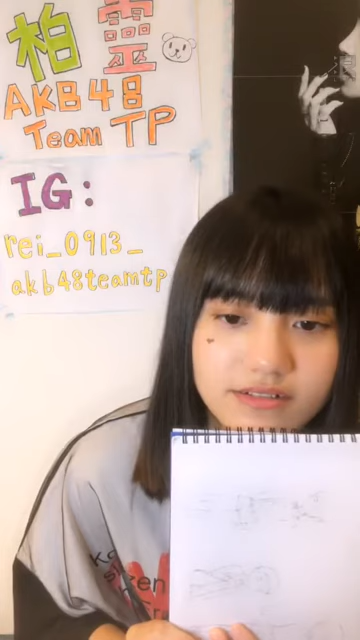 柏靈
AKB48
Team TP
IG:
rei_0913_
akb48teamtp